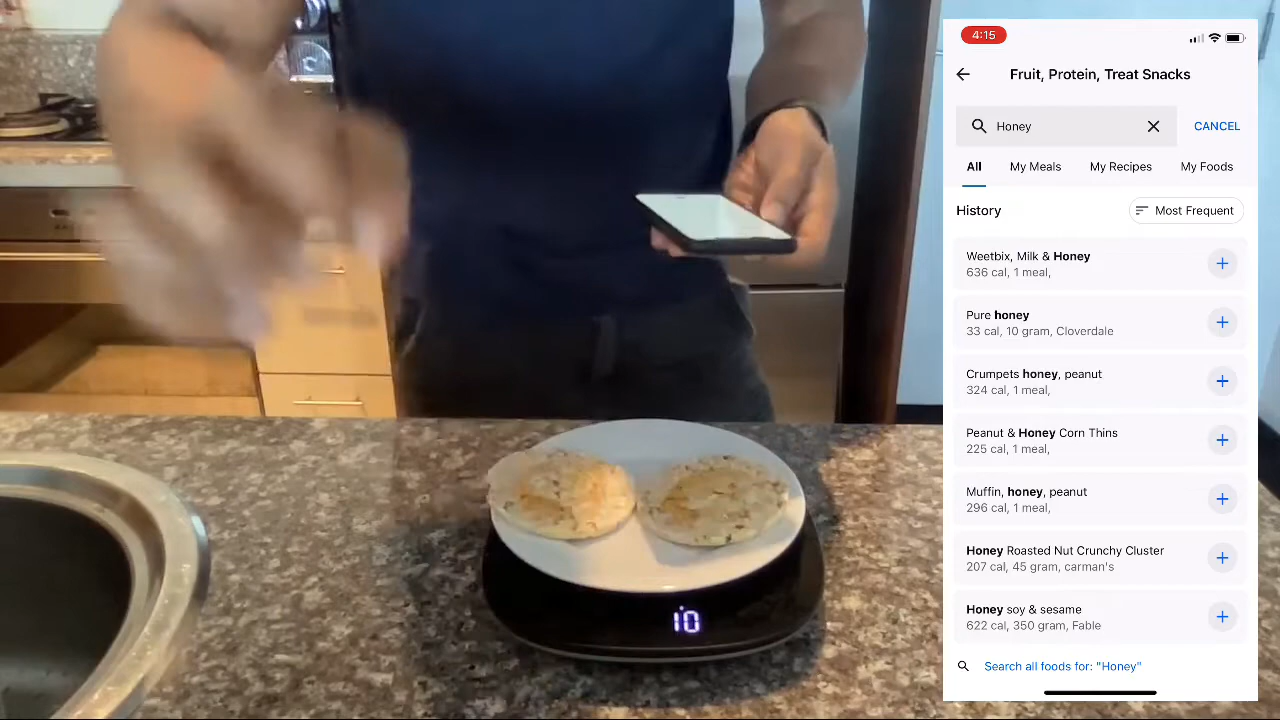 4:15
Fruit, Protein, Treat Snacks
Honey
CANCEL
All
My Meals
My Recipes
My Foods
History
Most Frequent
Weetbix, Milk & Honey
636 cal, 1 meal,
Pure honey
33 cal, 10 gram, Cloverdale
Crumpets honey, peanut
324 cal, 1 meal,
Peanut & Honey Corn Thins
225 cal, 1 meal,
Muffin, honey, peanut
296 cal, 1 meal,
Honey Roasted Nut Crunchy Cluster
207 cal, 45 gram, carman's
Honey soy & sesame
622 cal, 350 gram, Fable
Search all foods for: "Honey"
10